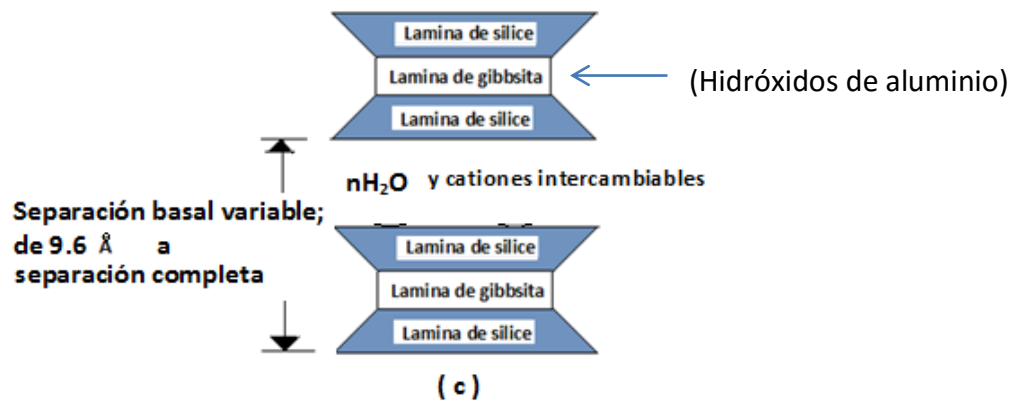 Lamina de silice
Lamina de gibbsita
(Hidróxidos de aluminio)
Lamina de silice
nH₂O y cationes intercambiables
Separación basal variable;
de 9.6 Å a
separación completa
Lamina de silice
Lamina de gibbsita
Lamina de silice
( c )